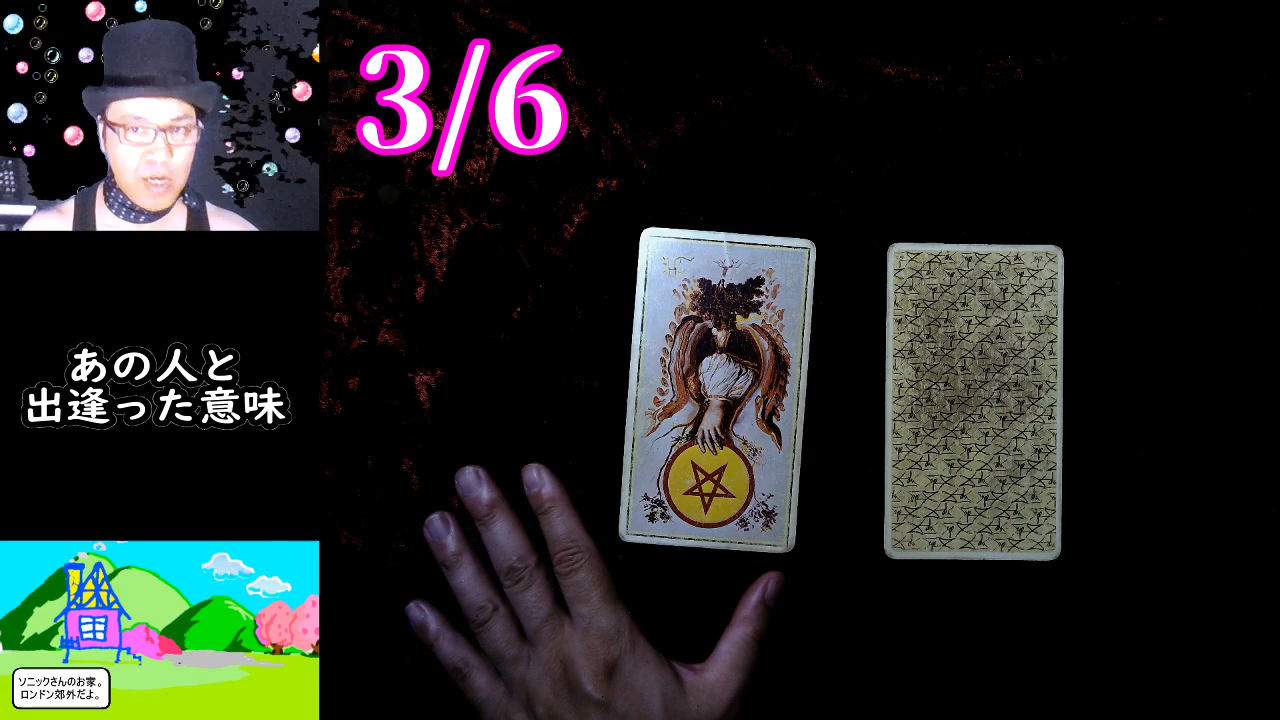 3/6
あの人と
出逢った意味
ソニックさんのお家。
ロンドン郊外だよ。